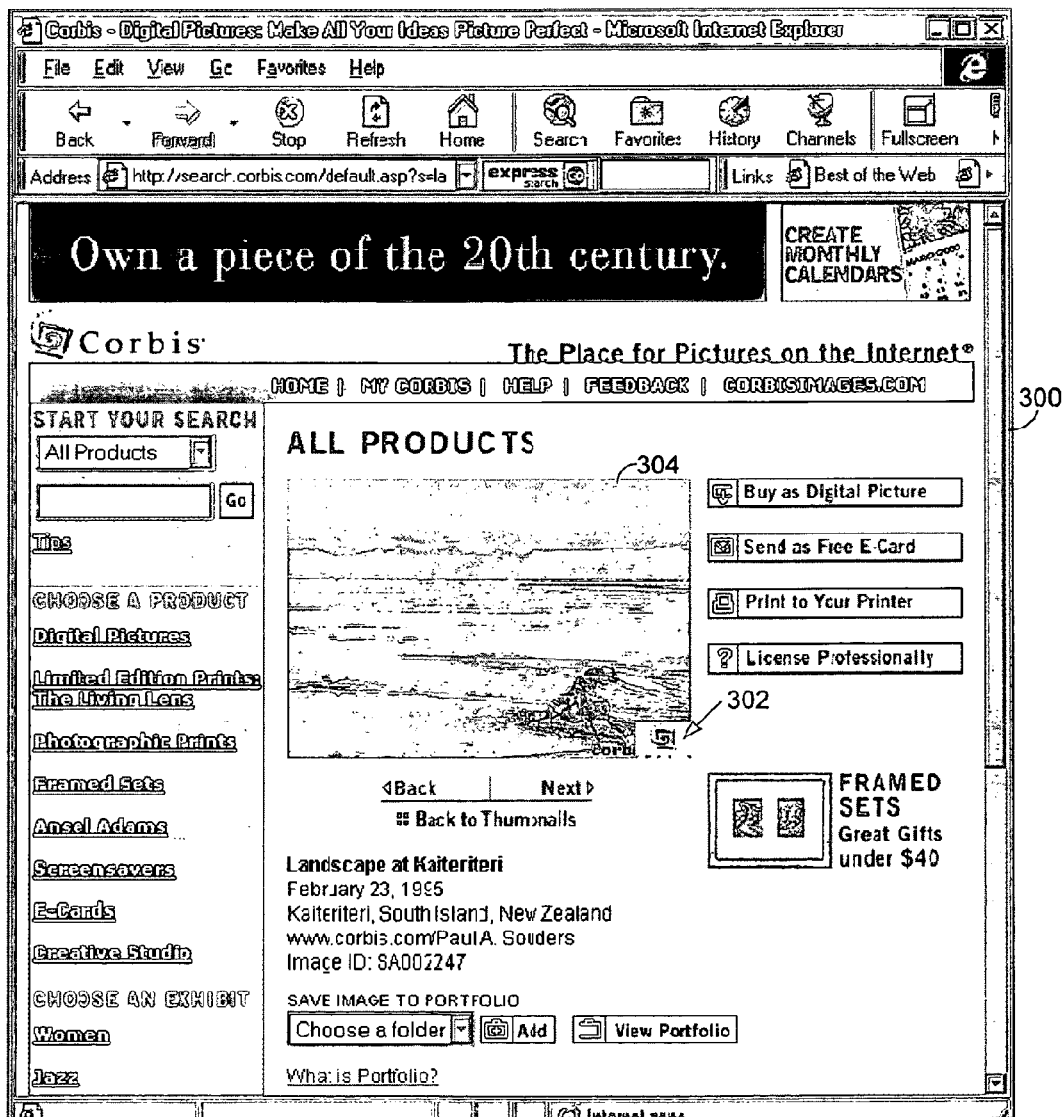 Corbis - Digital Pictures: Make All Your Ideas Picture Perfect - Microsoft Internet Explorer
File Edit View Go Favorites Help
Back Forward Stop Refresh Home Search Favorites History Channels Fullscreen
Address http://search.corbis.com/default.asp?s=la express search Links Best of the Web
Own a piece of the 20th century.
CREATE
MONTHLY
CALENDARS
Corbis
The Place for Pictures on the Internet®
HOME | MY CORBIS | HELP | FEEDBACK | CORBISIMAGES.COM
300
START YOUR SEARCH
All Products
Go
Tips
CHOOSE A PRODUCT
Digital Pictures
Limited Edition Prints:
The Living Lens
Photographic Prints
Framed Sets
Ansel Adams
Screensavers
E-Cards
Creative Studio
CHOOSE AN EXHIBIT
Women
Jazz
ALL PRODUCTS
304
Buy as Digital Picture
Send as Free E-Card
Print to Your Printer
License Professionally
302
Back Next
Back to Thumbnails
FRAMED
SETS
Great Gifts
under $40
Landscape at Kaiteriteri
February 23, 1995
Kaiteriteri, South Island, New Zealand
www.corbis.com/Paul A. Souders
Image ID: SA002247
SAVE IMAGE TO PORTFOLIO
Choose a folder Add View Portfolio
What is Portfolio?